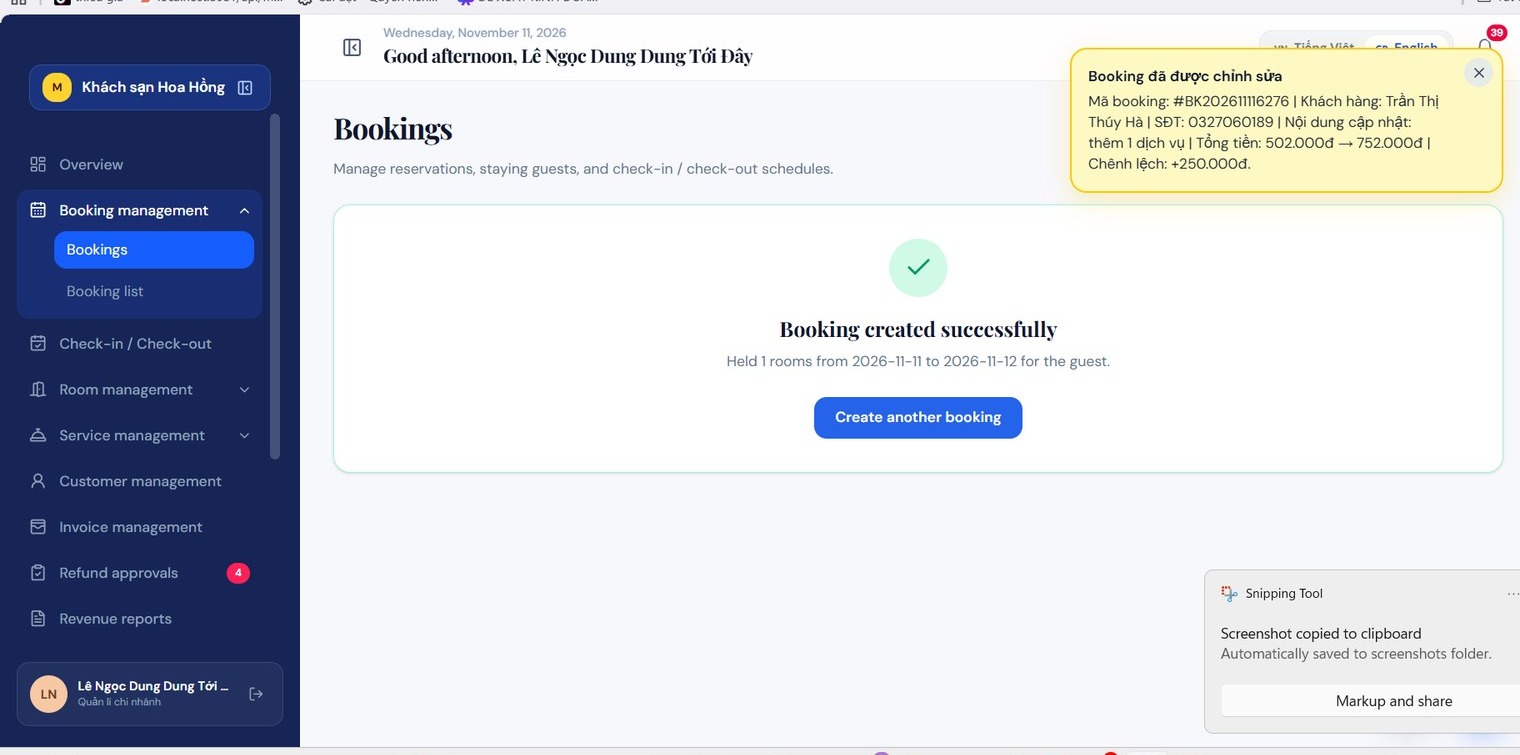 Wednesday, November 11, 2026
Good afternoon, Lê Ngọc Dung Dung Tới Đây
39
M
Khách sạn Hoa Hồng
Overview
Booking management
Bookings
Booking list
Check-in / Check-out
Room management
Service management
Customer management
Invoice management
Refund approvals
4
Revenue reports
LN
Lê Ngọc Dung Dung Tới ...
Quản lí chi nhánh
Bookings
Manage reservations, staying guests, and check-in / check-out schedules.
Booking đã được chỉnh sửa
Mã booking: #BK202611116276 | Khách hàng: Trần Thị
Thúy Hà | SĐT: 0327060189 | Nội dung cập nhật:
thêm 1 dịch vụ | Tổng tiền: 502.000đ → 752.000đ |
Chênh lệch: +250.000đ.
Booking created successfully
Held 1 rooms from 2026-11-11 to 2026-11-12 for the guest.
Create another booking
Snipping Tool
Screenshot copied to clipboard
Automatically saved to screenshots folder.
Markup and share